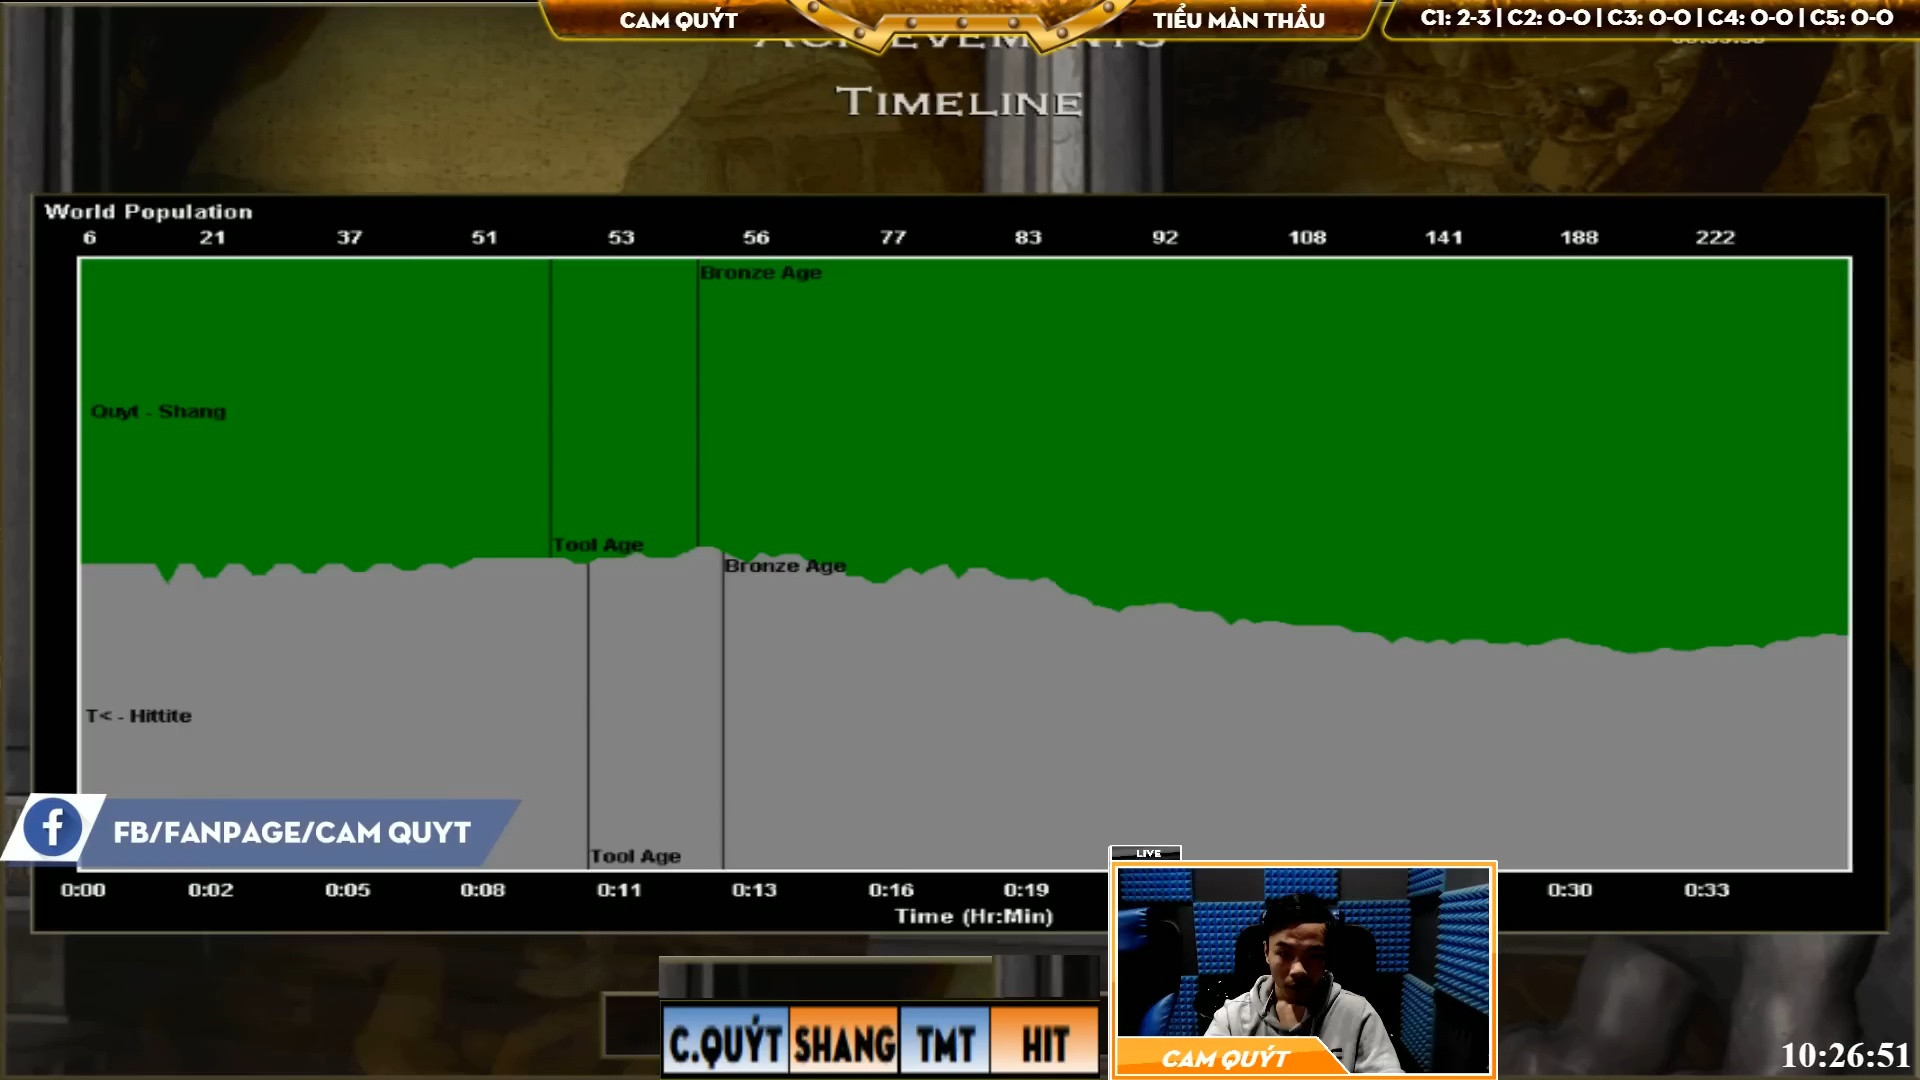 CAM QUÝT
TIỂU MÀN THẦU
C1: 2-3 | C2: 0-0 | C3: 0-0 | C4: 0-0 | C5: 0-0
ACHIEVEMENTS
TIMELINE
World Population
6 21 37 51 53 56 77 83 92 108 141 188 222
Bronze Age
Quyt - Shang
Tool Age
Bronze Age
T< - Hittite
FB/FANPAGE/CAM QUYT
Tool Age
0:00 0:02 0:05 0:08 0:11 0:13 0:16 0:19 0:30 0:33
Time (Hr:Min)
LIVE
C.QUÝT SHANG TMT HIT
CAM QUÝT
10:26:51